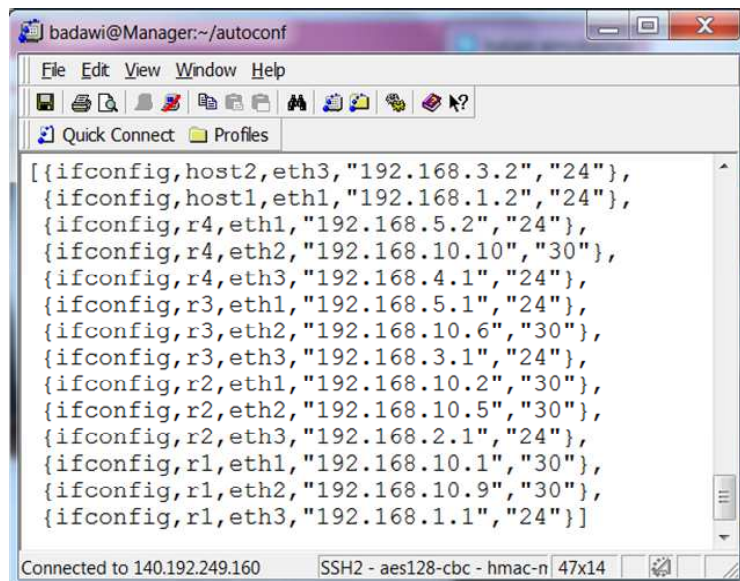 badawi@Manager:~/autoconf
File Edit View Window Help
Quick Connect Profiles
[{ifconfig,host2,eth3,"192.168.3.2","24"},
{ifconfig,host1,eth1,"192.168.1.2","24"},
{ifconfig,r4,eth1,"192.168.5.2","24"},
{ifconfig,r4,eth2,"192.168.10.10","30"},
{ifconfig,r4,eth3,"192.168.4.1","24"},
{ifconfig,r3,eth1,"192.168.5.1","24"},
{ifconfig,r3,eth2,"192.168.10.6","30"},
{ifconfig,r3,eth3,"192.168.3.1","24"},
{ifconfig,r2,eth1,"192.168.10.2","30"},
{ifconfig,r2,eth2,"192.168.10.5","30"},
{ifconfig,r2,eth3,"192.168.2.1","24"},
{ifconfig,r1,eth1,"192.168.10.1","30"},
{ifconfig,r1,eth2,"192.168.10.9","30"},
{ifconfig,r1,eth3,"192.168.1.1","24"}]
Connected to 140.192.249.160 SSH2 - aes128-cbc - hmac-n 47x14